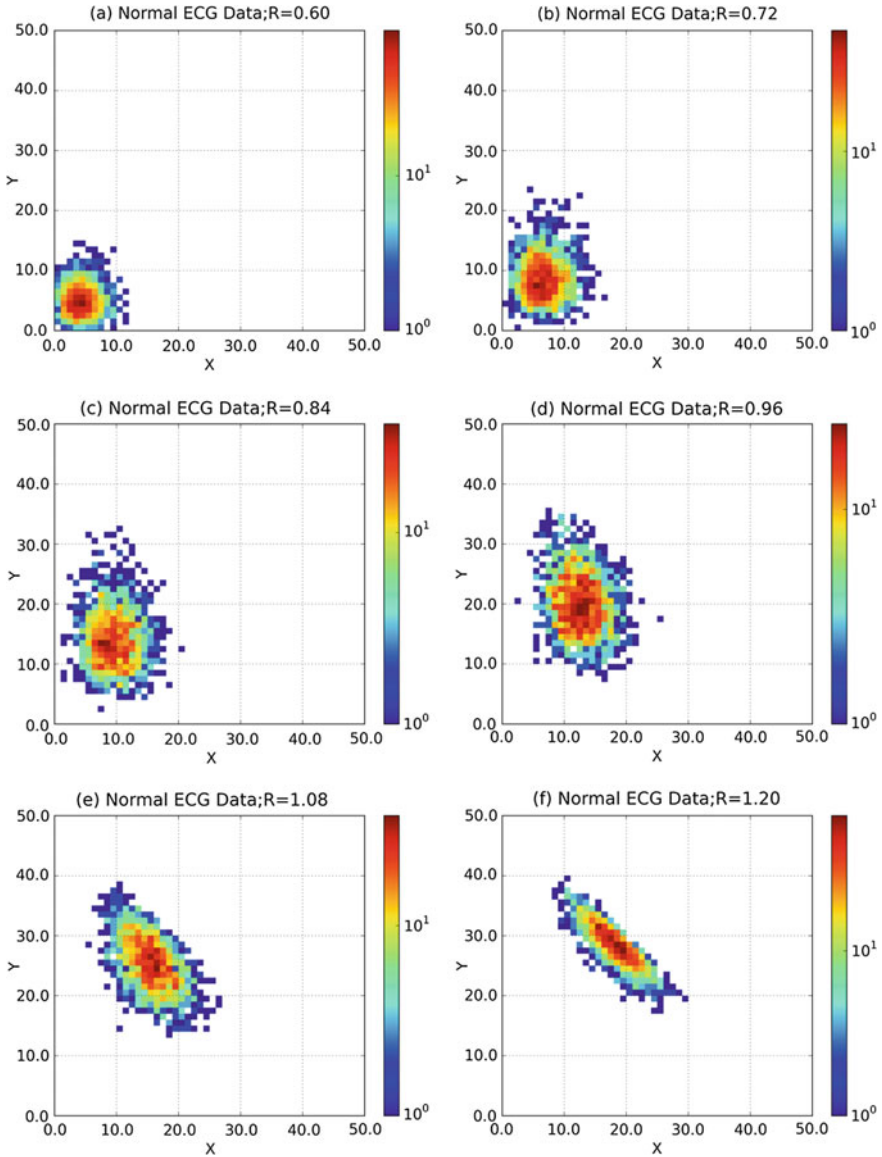 (a) Normal ECG Data;R=0.60
50.0
40.0
30.0
20.0
10.0
0.0
Y
0.0 10.0 20.0 30.0 40.0 50.0
X
10^1
10^0
(b) Normal ECG Data;R=0.72
50.0
40.0
30.0
20.0
10.0
0.0
Y
0.0 10.0 20.0 30.0 40.0 50.0
X
10^1
10^0
(c) Normal ECG Data;R=0.84
50.0
40.0
30.0
20.0
10.0
0.0
Y
0.0 10.0 20.0 30.0 40.0 50.0
X
10^1
10^0
(d) Normal ECG Data;R=0.96
50.0
40.0
30.0
20.0
10.0
0.0
Y
0.0 10.0 20.0 30.0 40.0 50.0
X
10^1
10^0
(e) Normal ECG Data;R=1.08
50.0
40.0
30.0
20.0
10.0
0.0
Y
0.0 10.0 20.0 30.0 40.0 50.0
X
10^1
10^0
(f) Normal ECG Data;R=1.20
50.0
40.0
30.0
20.0
10.0
0.0
Y
0.0 10.0 20.0 30.0 40.0 50.0
X
10^1
10^0